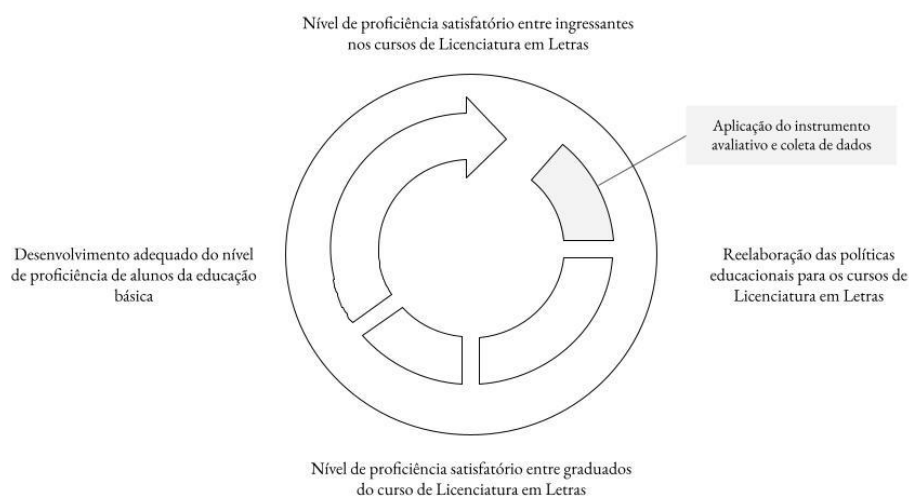 Nível de proficiência satisfatório entre ingressantes
nos cursos de Licenciatura em Letras
Aplicação do instrumento
avaliativo e coleta de dados
Desenvolvimento adequado do nível
de proficiência de alunos da educação
básica
Reelaboração das políticas
educacionais para os cursos de
Licenciatura em Letras
Nível de proficiência satisfatório entre graduados
do curso de Licenciatura em Letras